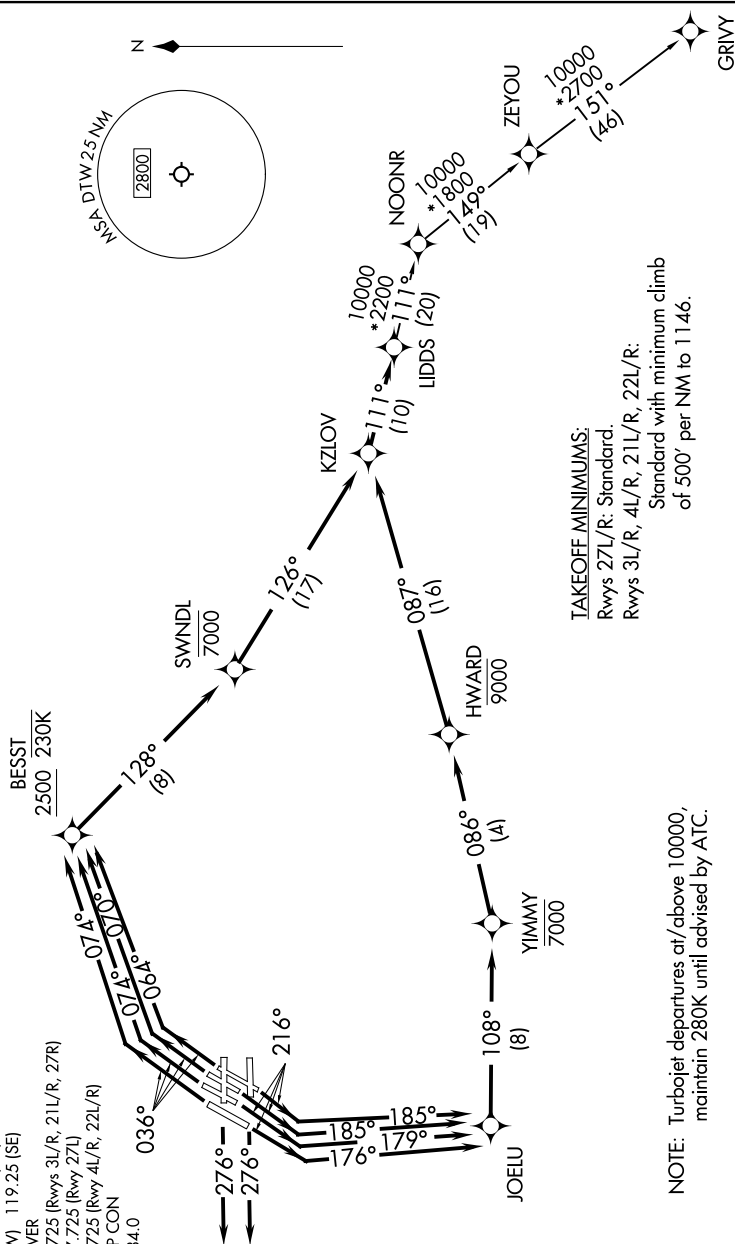 W) 119.25 (SE)
VER
725 (Rwys 3L/R, 21L/R, 27R)
7.725 (Rwy 27L)
725 (Rwy 4L/R, 22L/R)
P CON
34.0
N
MSA DTW 25 NM
2800
BESST
2500 230K
074°
074°
070°
064°
036°
216°
276°
276°
185°
185°
179°
176°
JOELU
108°
(8)
YIMMY
7000
086°
(4)
HWARD
9000
087°
(16)
128°
(8)
SWNDL
7000
126°
(17)
KZLOV
111°
(10)
LIDDS
10000
*2200
111°
(20)
NOONR
10000
*1800
149°
(19)
ZEYOU
10000
*2700
151°
(46)
GRIVY
TAKEOFF MINIMUMS:
Rwys 27L/R: Standard.
Rwys 3L/R, 4L/R, 21L/R, 22L/R:
Standard with minimum climb
of 500' per NM to 1146.
NOTE: Turbojet departures at/above 10000,
maintain 280K until advised by ATC.